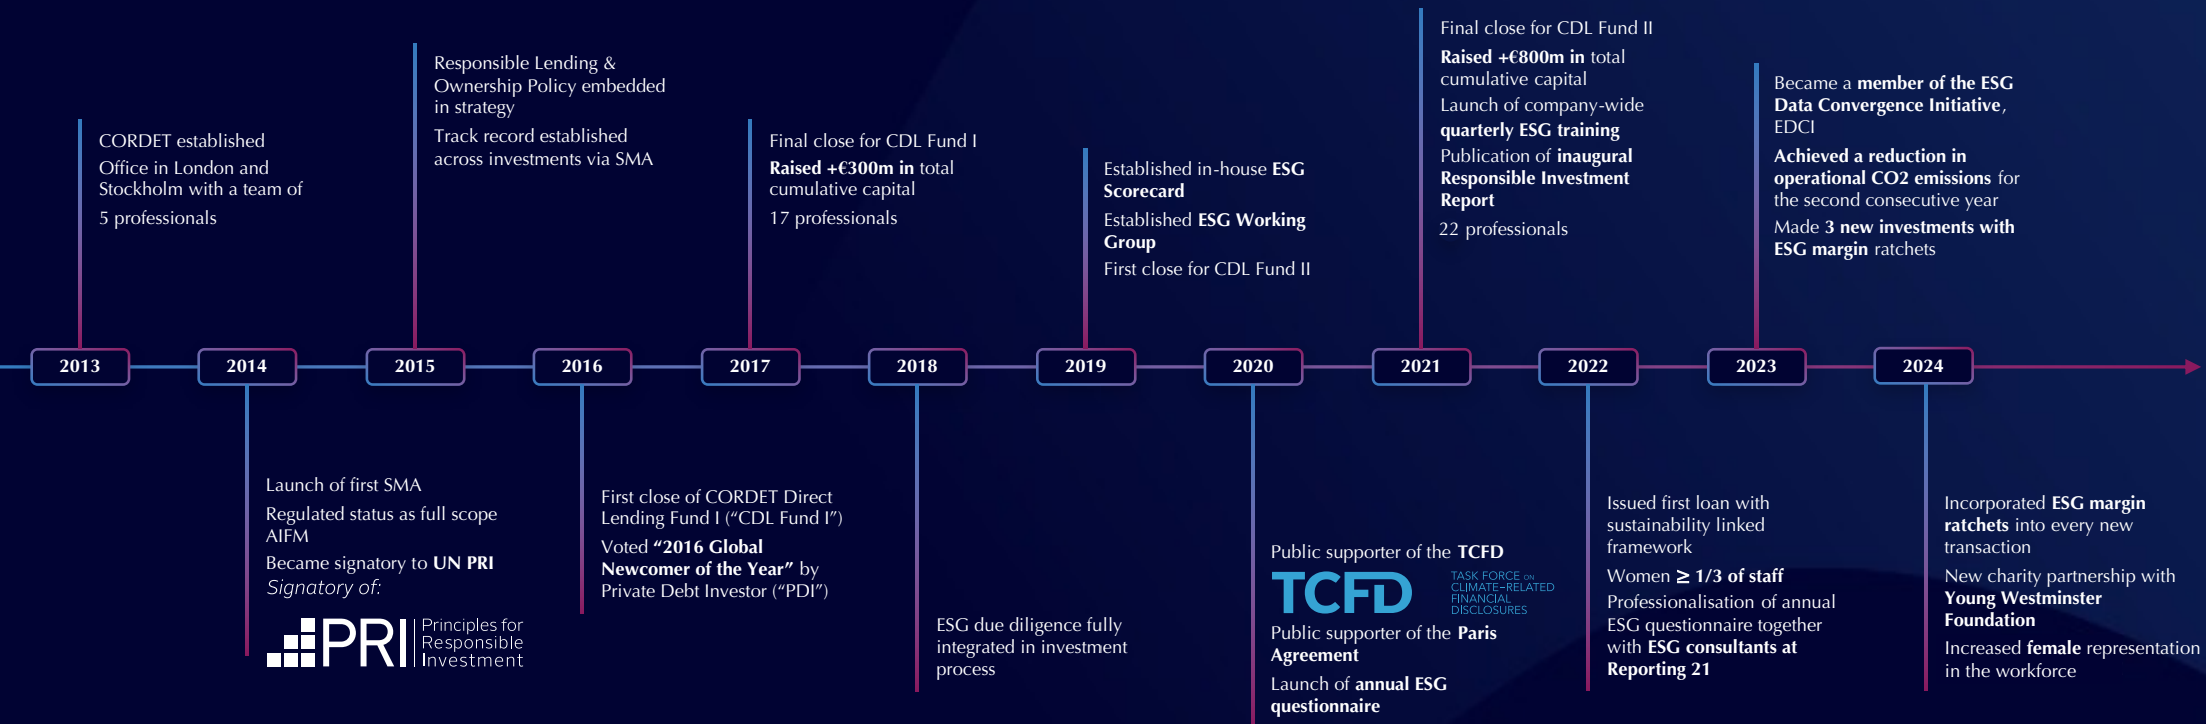 CORDET established
Office in London and
Stockholm with a team of
5 professionals
Responsible Lending &
Ownership Policy embedded
in strategy
Track record established
across investments via SMA
Final close for CDL Fund I
Raised +€300m in total
cumulative capital
17 professionals
Established in-house ESG
Scorecard
Established ESG Working
Group
First close for CDL Fund II
Final close for CDL Fund II
Raised +€800m in total
cumulative capital
Launch of company-wide
quarterly ESG training
Publication of inaugural
Responsible Investment
Report
22 professionals
Became a member of the ESG
Data Convergence Initiative,
EDCI
Achieved a reduction in
operational CO2 emissions for
the second consecutive year
Made 3 new investments with
ESG margin ratchets
2013
2014
2015
2016
2017
2018
2019
2020
2021
2022
2023
2024
Launch of first SMA
Regulated status as full scope
AIFM
Became signatory to UN PRI
Signatory of:
PRI
Principles for
Responsible
Investment
First close of CORDET Direct
Lending Fund I (“CDL Fund I”)
Voted “2016 Global
Newcomer of the Year” by
Private Debt Investor (“PDI”)
ESG due diligence fully
integrated in investment
process
Public supporter of the TCFD
TCFD
TASK FORCE ON
CLIMATE-RELATED
FINANCIAL
DISCLOSURES
Public supporter of the Paris
Agreement
Launch of annual ESG
questionnaire
Issued first loan with
sustainability linked
framework
Women ≥ 1/3 of staff
Professionalisation of annual
ESG questionnaire together
with ESG consultants at
Reporting 21
Incorporated ESG margin
ratchets into every new
transaction
New charity partnership with
Young Westminster
Foundation
Increased female representation
in the workforce